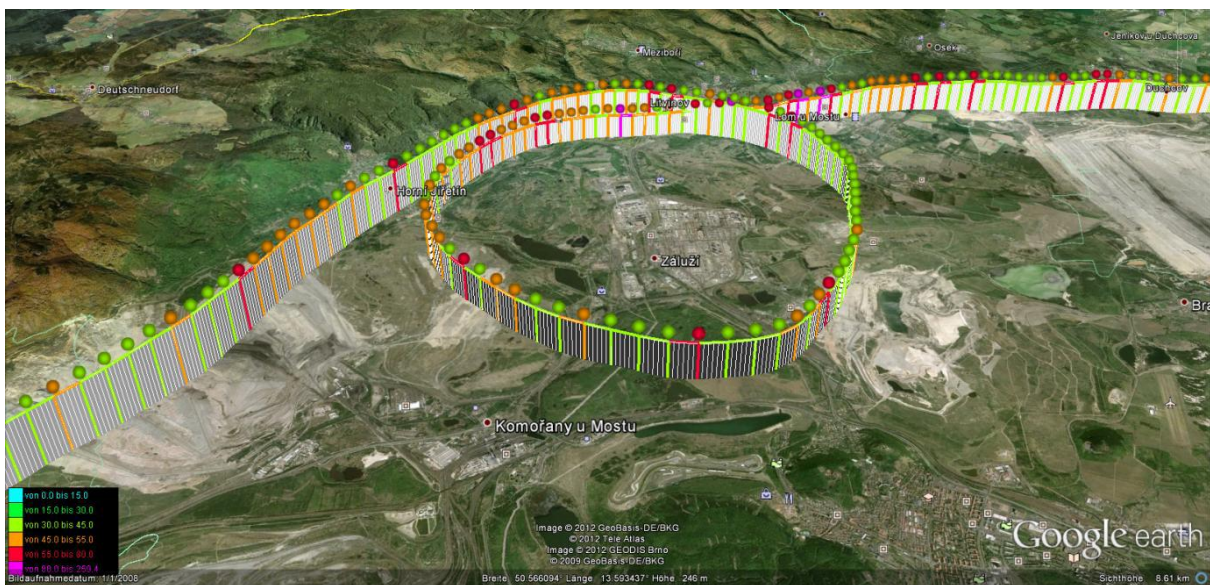 Meziboří
Osek
Jeníkov u Duchcova
Deutschneudorf
Litvínov
Duchcov
Lom u Mostu
Horní Jiřetín
Záluží
Bra
Komořany u Mostu
von 0.0 bis 15.0
von 15.0 bis 30.0
von 30.0 bis 45.0
von 45.0 bis 55.0
von 55.0 bis 80.0
von 80.0 bis 250.4
Image © 2012 GeoBasis-DE/BKG
© 2012 Tele Atlas
Image © 2012 GEODIS Brno
© 2009 GeoBasis-DE/BKG
Google earth
Bildaufnahmedatum: 1/1/2008
Breite 50.566094° Länge 13.593437° Höhe 246 m
Sichthöhe 8.61 km